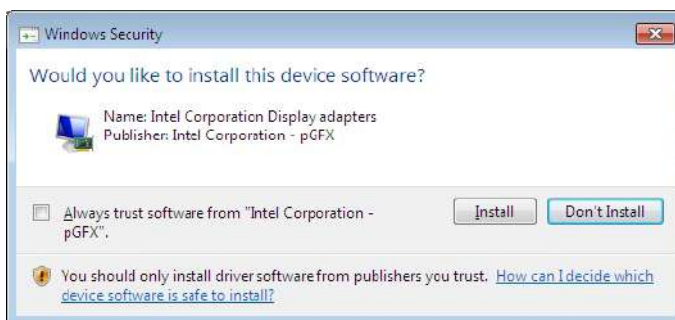 Windows Security
Would you like to install this device software?
Name: Intel Corporation Display adapters
Publisher: Intel Corporation - pGFX
Always trust software from "Intel Corporation -
pGFX".
Install
Don't Install
You should only install driver software from publishers you trust. How can I decide which
device software is safe to install?